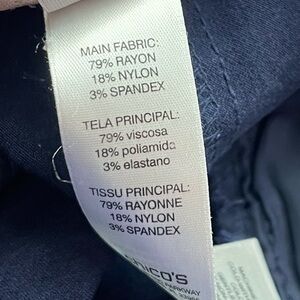 MAIN FABRIC:
79% RAYON
18% NYLON
3% SPANDEX
TELA PRINCIPAL:
79% viscosa
18% poliamida
3% elastano
TISSU PRINCIPAL:
79% RAYONNE
18% NYLON
3% SPANDEX
CHICO'S
PARKWAY